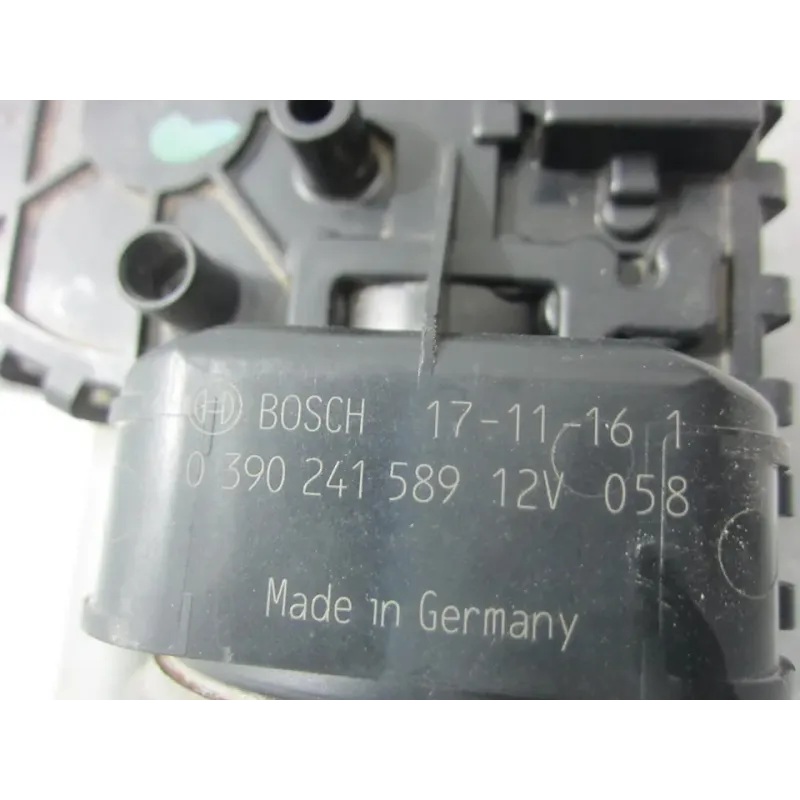 BOSCH 17-11-16 1
0 390 241 589 12V 058
Made in Germany